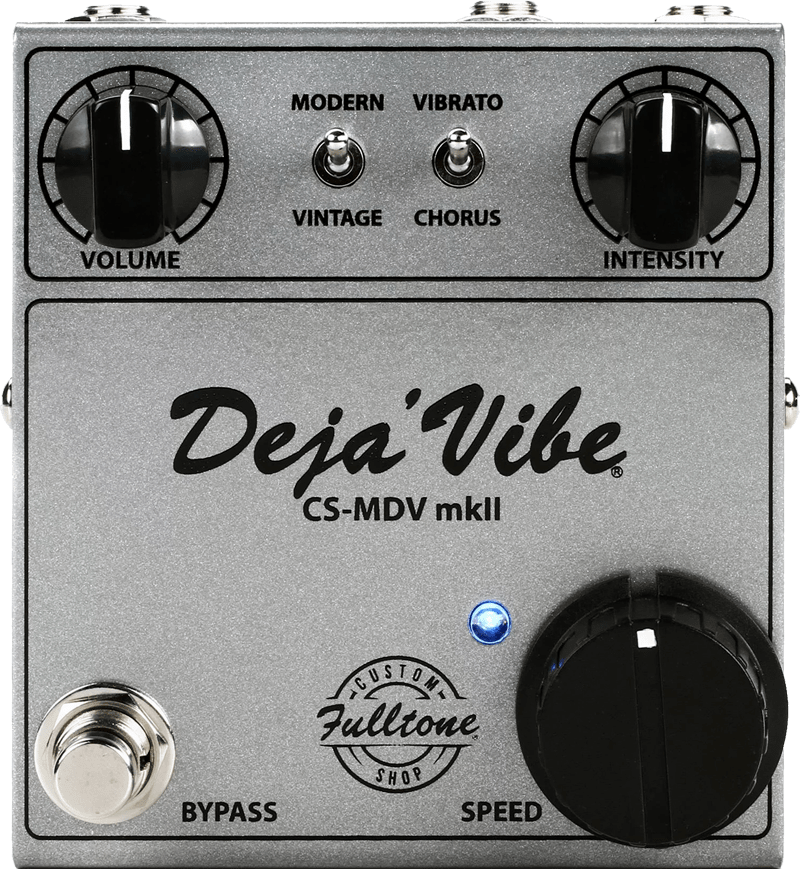 MODERN VIBRATO
VINTAGE CHORUS
VOLUME INTENSITY
Deja' Vibe®
CS-MDV mkII
CUSTOM
Fulltone
SHOP
BYPASS SPEED